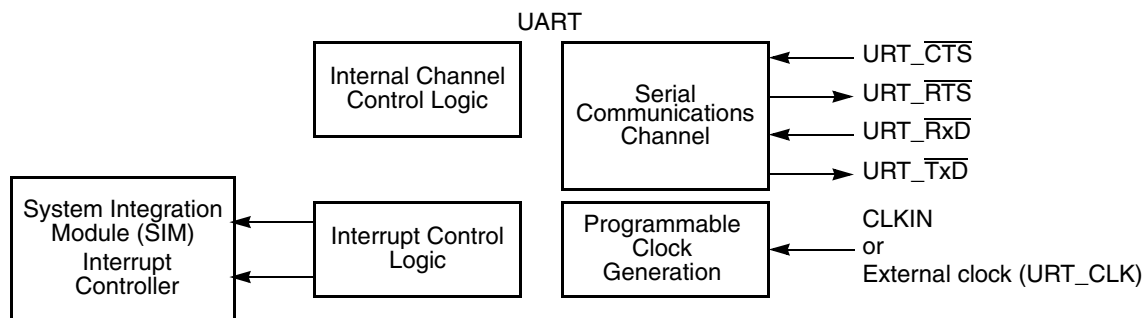 UART
Internal Channel
Control Logic
Serial
Communications
Channel
URT_CTS
URT_RTS
URT_RxD
URT_TxD
System Integration
Module (SIM)
Interrupt
Controller
Interrupt Control
Logic
Programmable
Clock
Generation
CLKIN
or
External clock (URT_CLK)